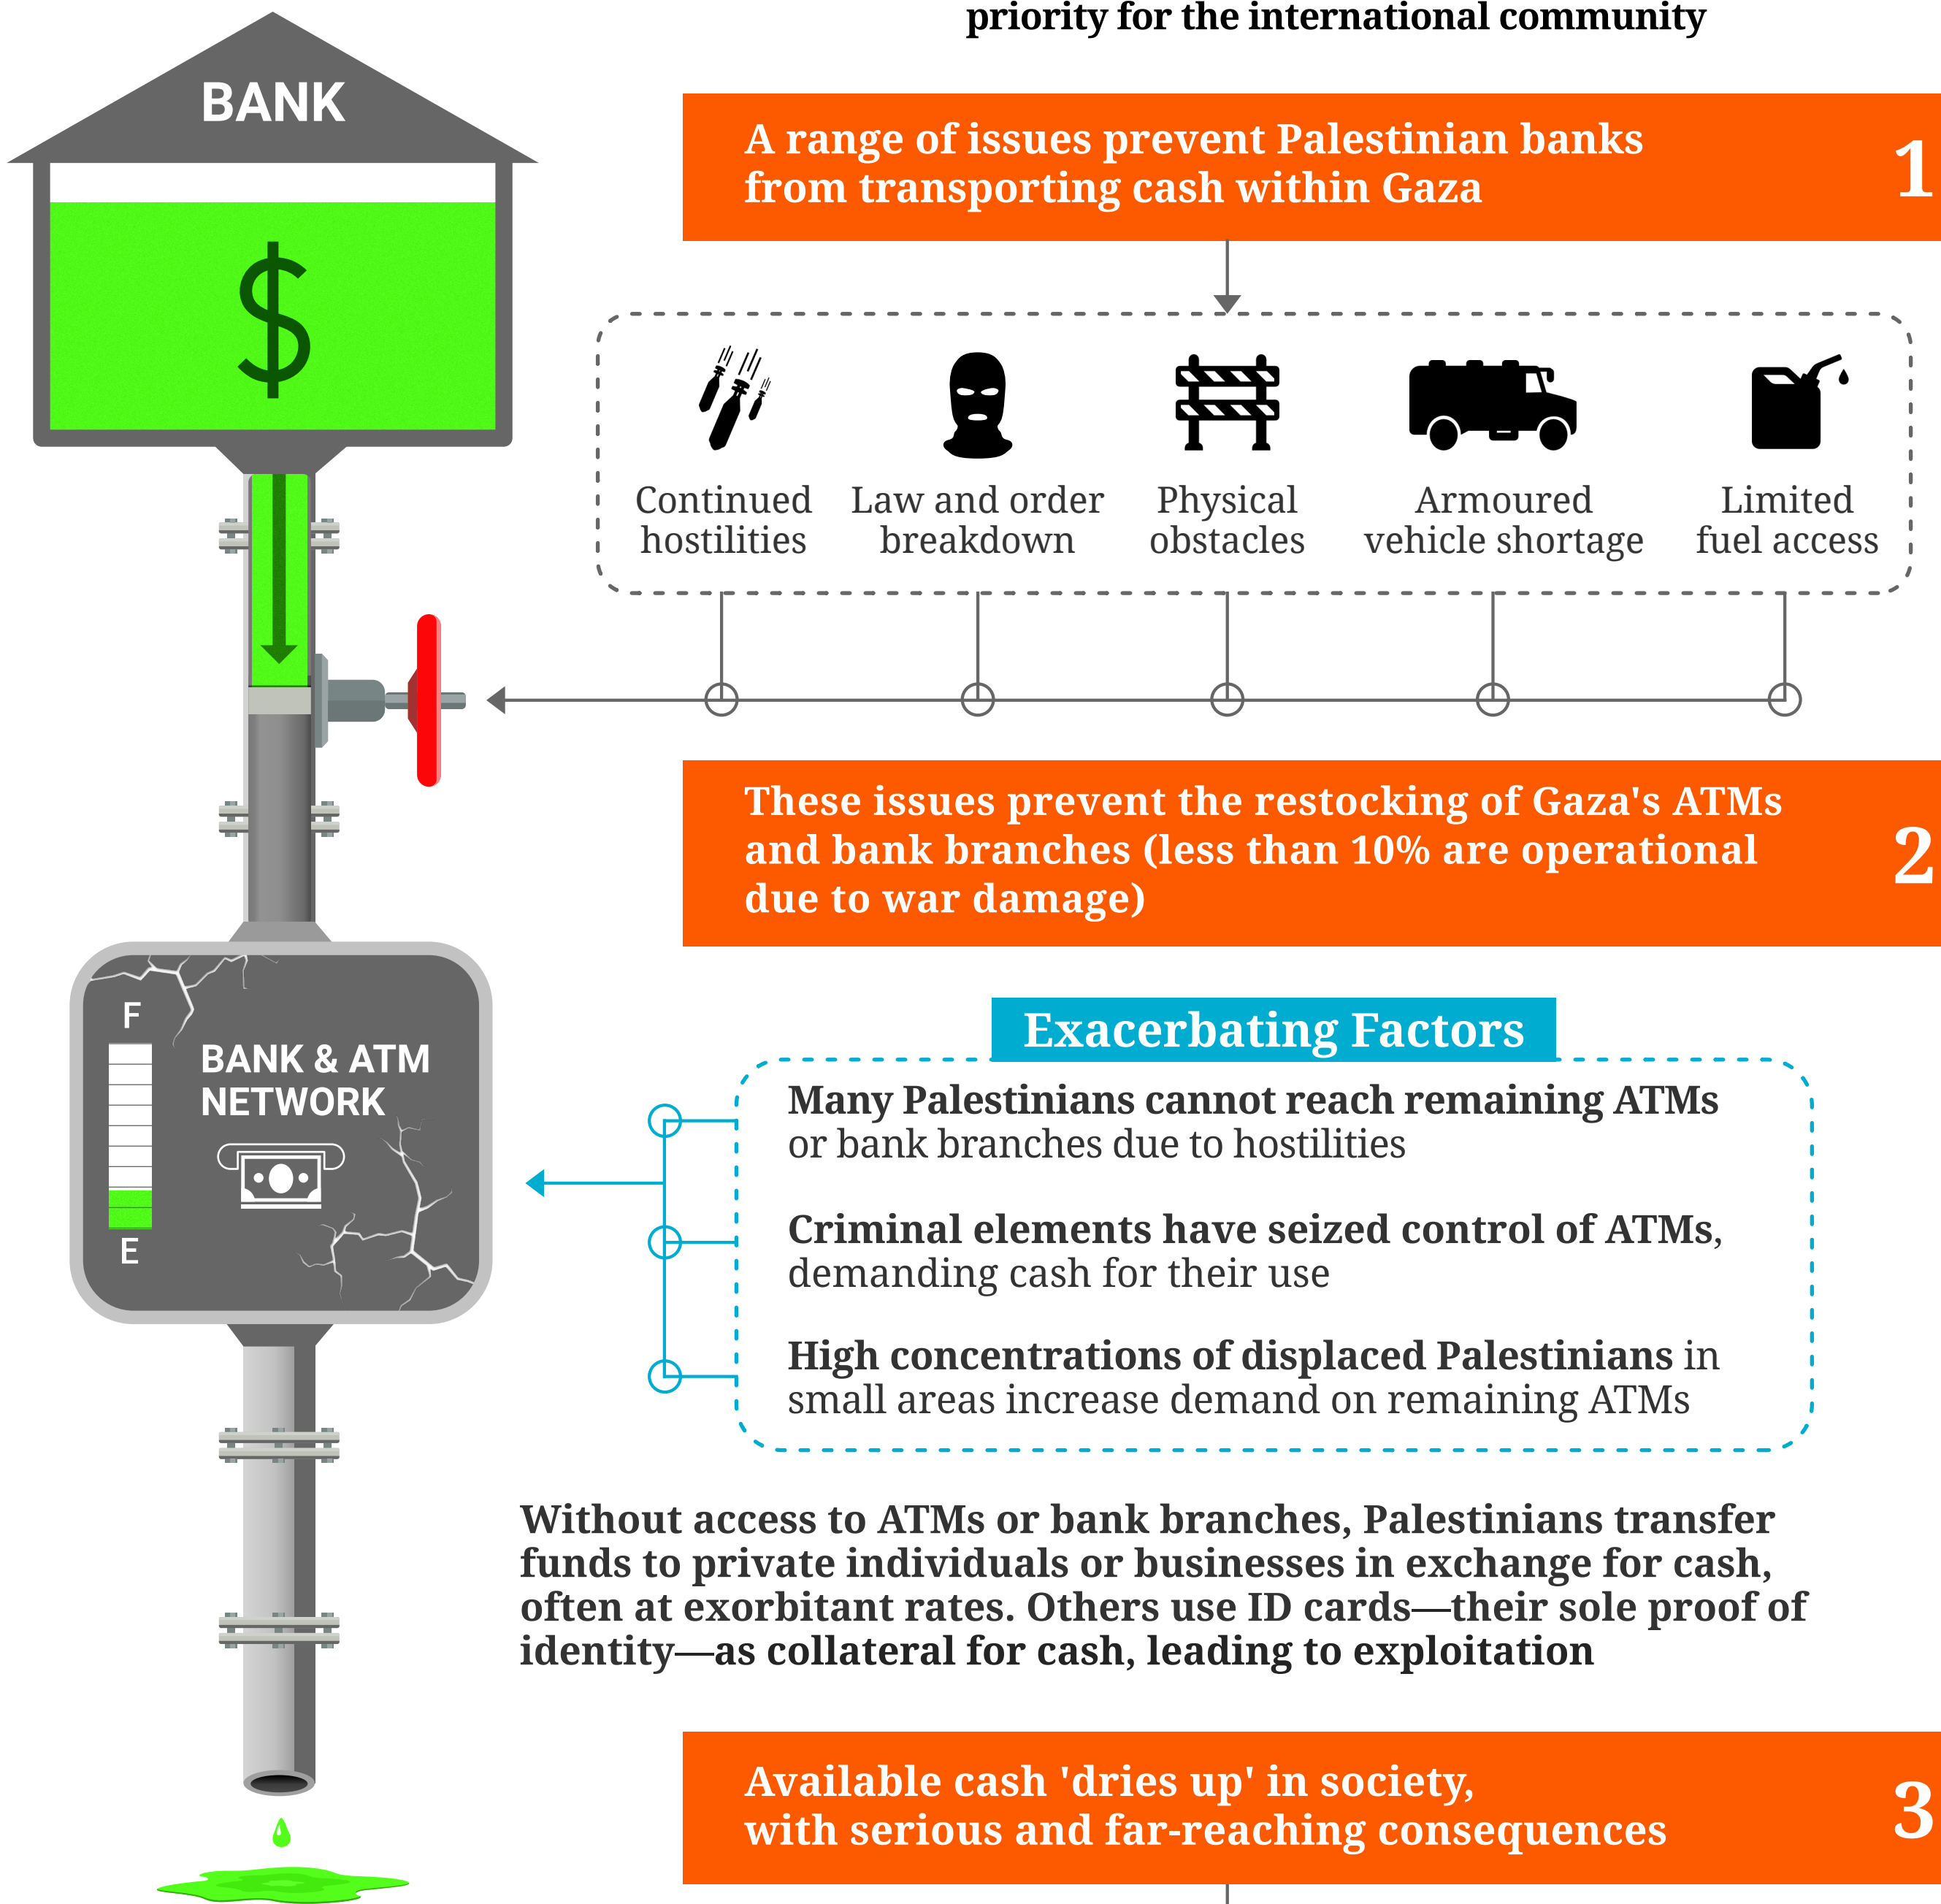 priority for the international community
BANK
$
A range of issues prevent Palestinian banks
from transporting cash within Gaza
1
Continued
hostilities
Law and order
breakdown
Physical
obstacles
Armoured
vehicle shortage
Limited
fuel access
These issues prevent the restocking of Gaza's ATMs
and bank branches (less than 10% are operational
due to war damage)
2
F
BANK & ATM
NETWORK
E
Exacerbating Factors
Many Palestinians cannot reach remaining ATMs
or bank branches due to hostilities
Criminal elements have seized control of ATMs,
demanding cash for their use
High concentrations of displaced Palestinians in
small areas increase demand on remaining ATMs
Without access to ATMs or bank branches, Palestinians transfer
funds to private individuals or businesses in exchange for cash,
often at exorbitant rates. Others use ID cards—their sole proof of
identity—as collateral for cash, leading to exploitation
Available cash 'dries up' in society,
with serious and far-reaching consequences
3